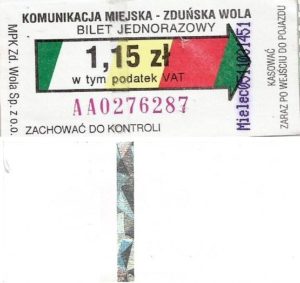 KOMUNIKACJA MIEJSKA - ZDUŃSKA WOLA
BILET JEDNORAZOWY
1,15 zł
w tym podatek VAT
AA0276287
ZACHOWAĆ DO KONTROLI
MPK Zd. Wola Sp. z o.o.
KASOWAĆ
ZARAZ PO WEJŚCIU DO POJAZDU